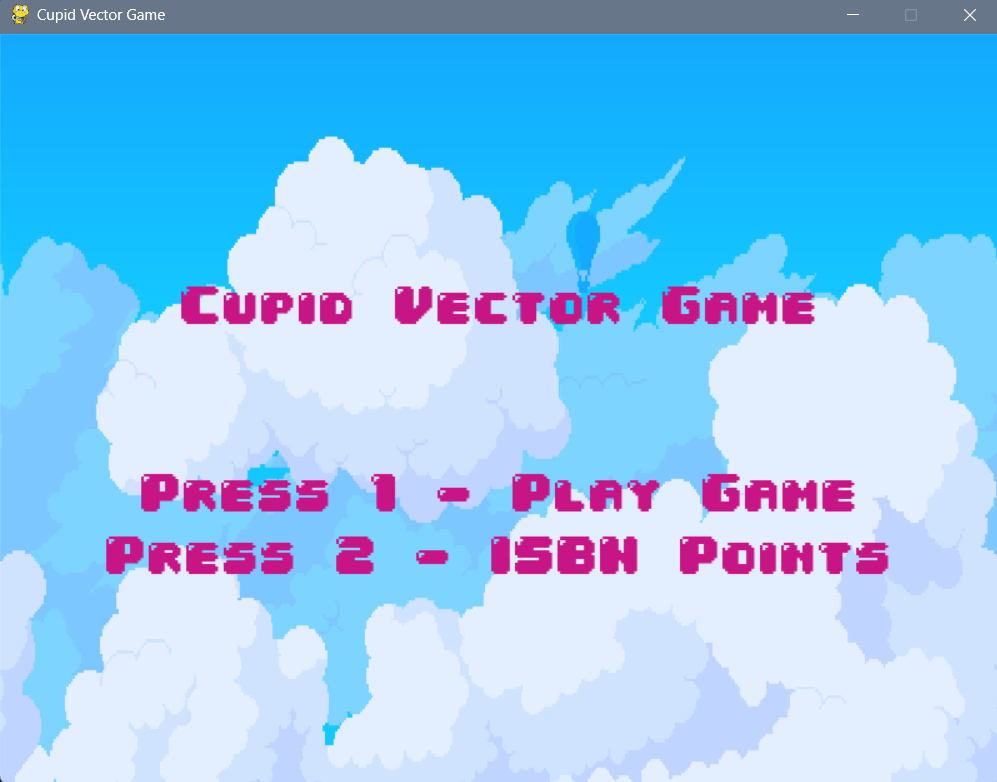 Cupid Vector Game
Cupid Vector Game
Press 1 - Play Game
Press 2 - ISBN Points